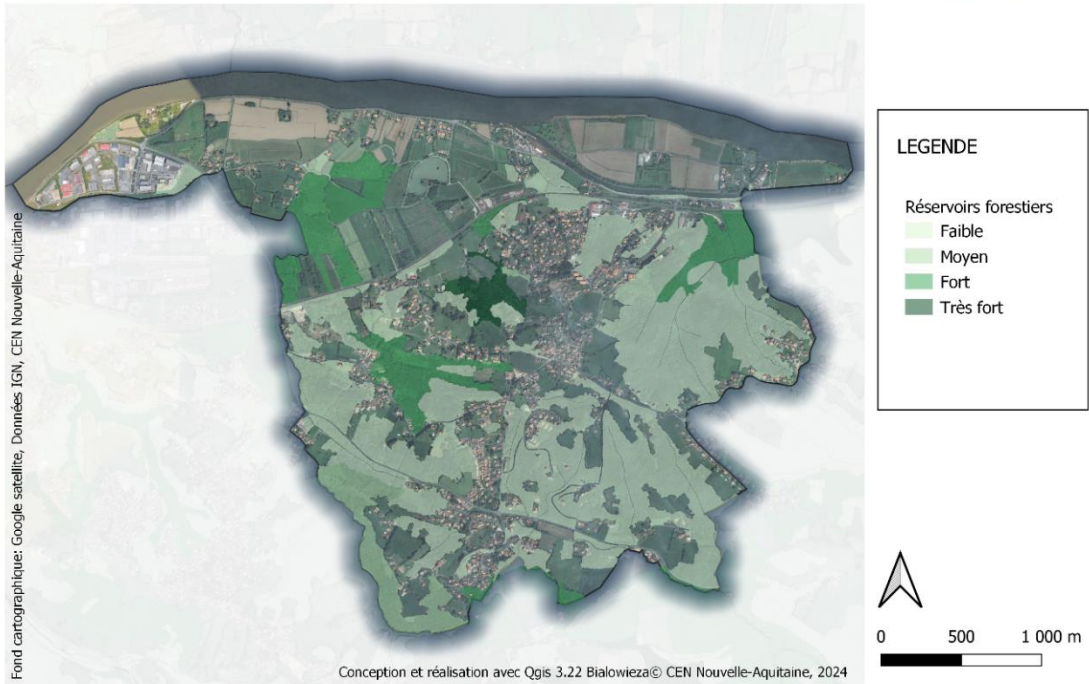 Fond cartographique: Google satellite, Données IGN, CEN Nouvelle-Aquitaine
Conception et réalisation avec Qgis 3.22 Bialowieza© CEN Nouvelle-Aquitaine, 2024
LEGENDE
Réservoirs forestiers
Faible
Moyen
Fort
Très fort
0 500 1 000 m